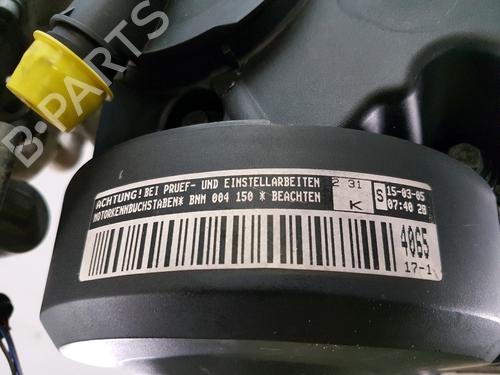 B-PARTS
ACHTUNG! BEI PRUEF- UND EINSTELLARBEITEN
MOTORKENNBUCHSTABEN* BNM 004 150 * BEACHTEN
2 31
K
S
15-03-05
07:40 28
4065
17-1